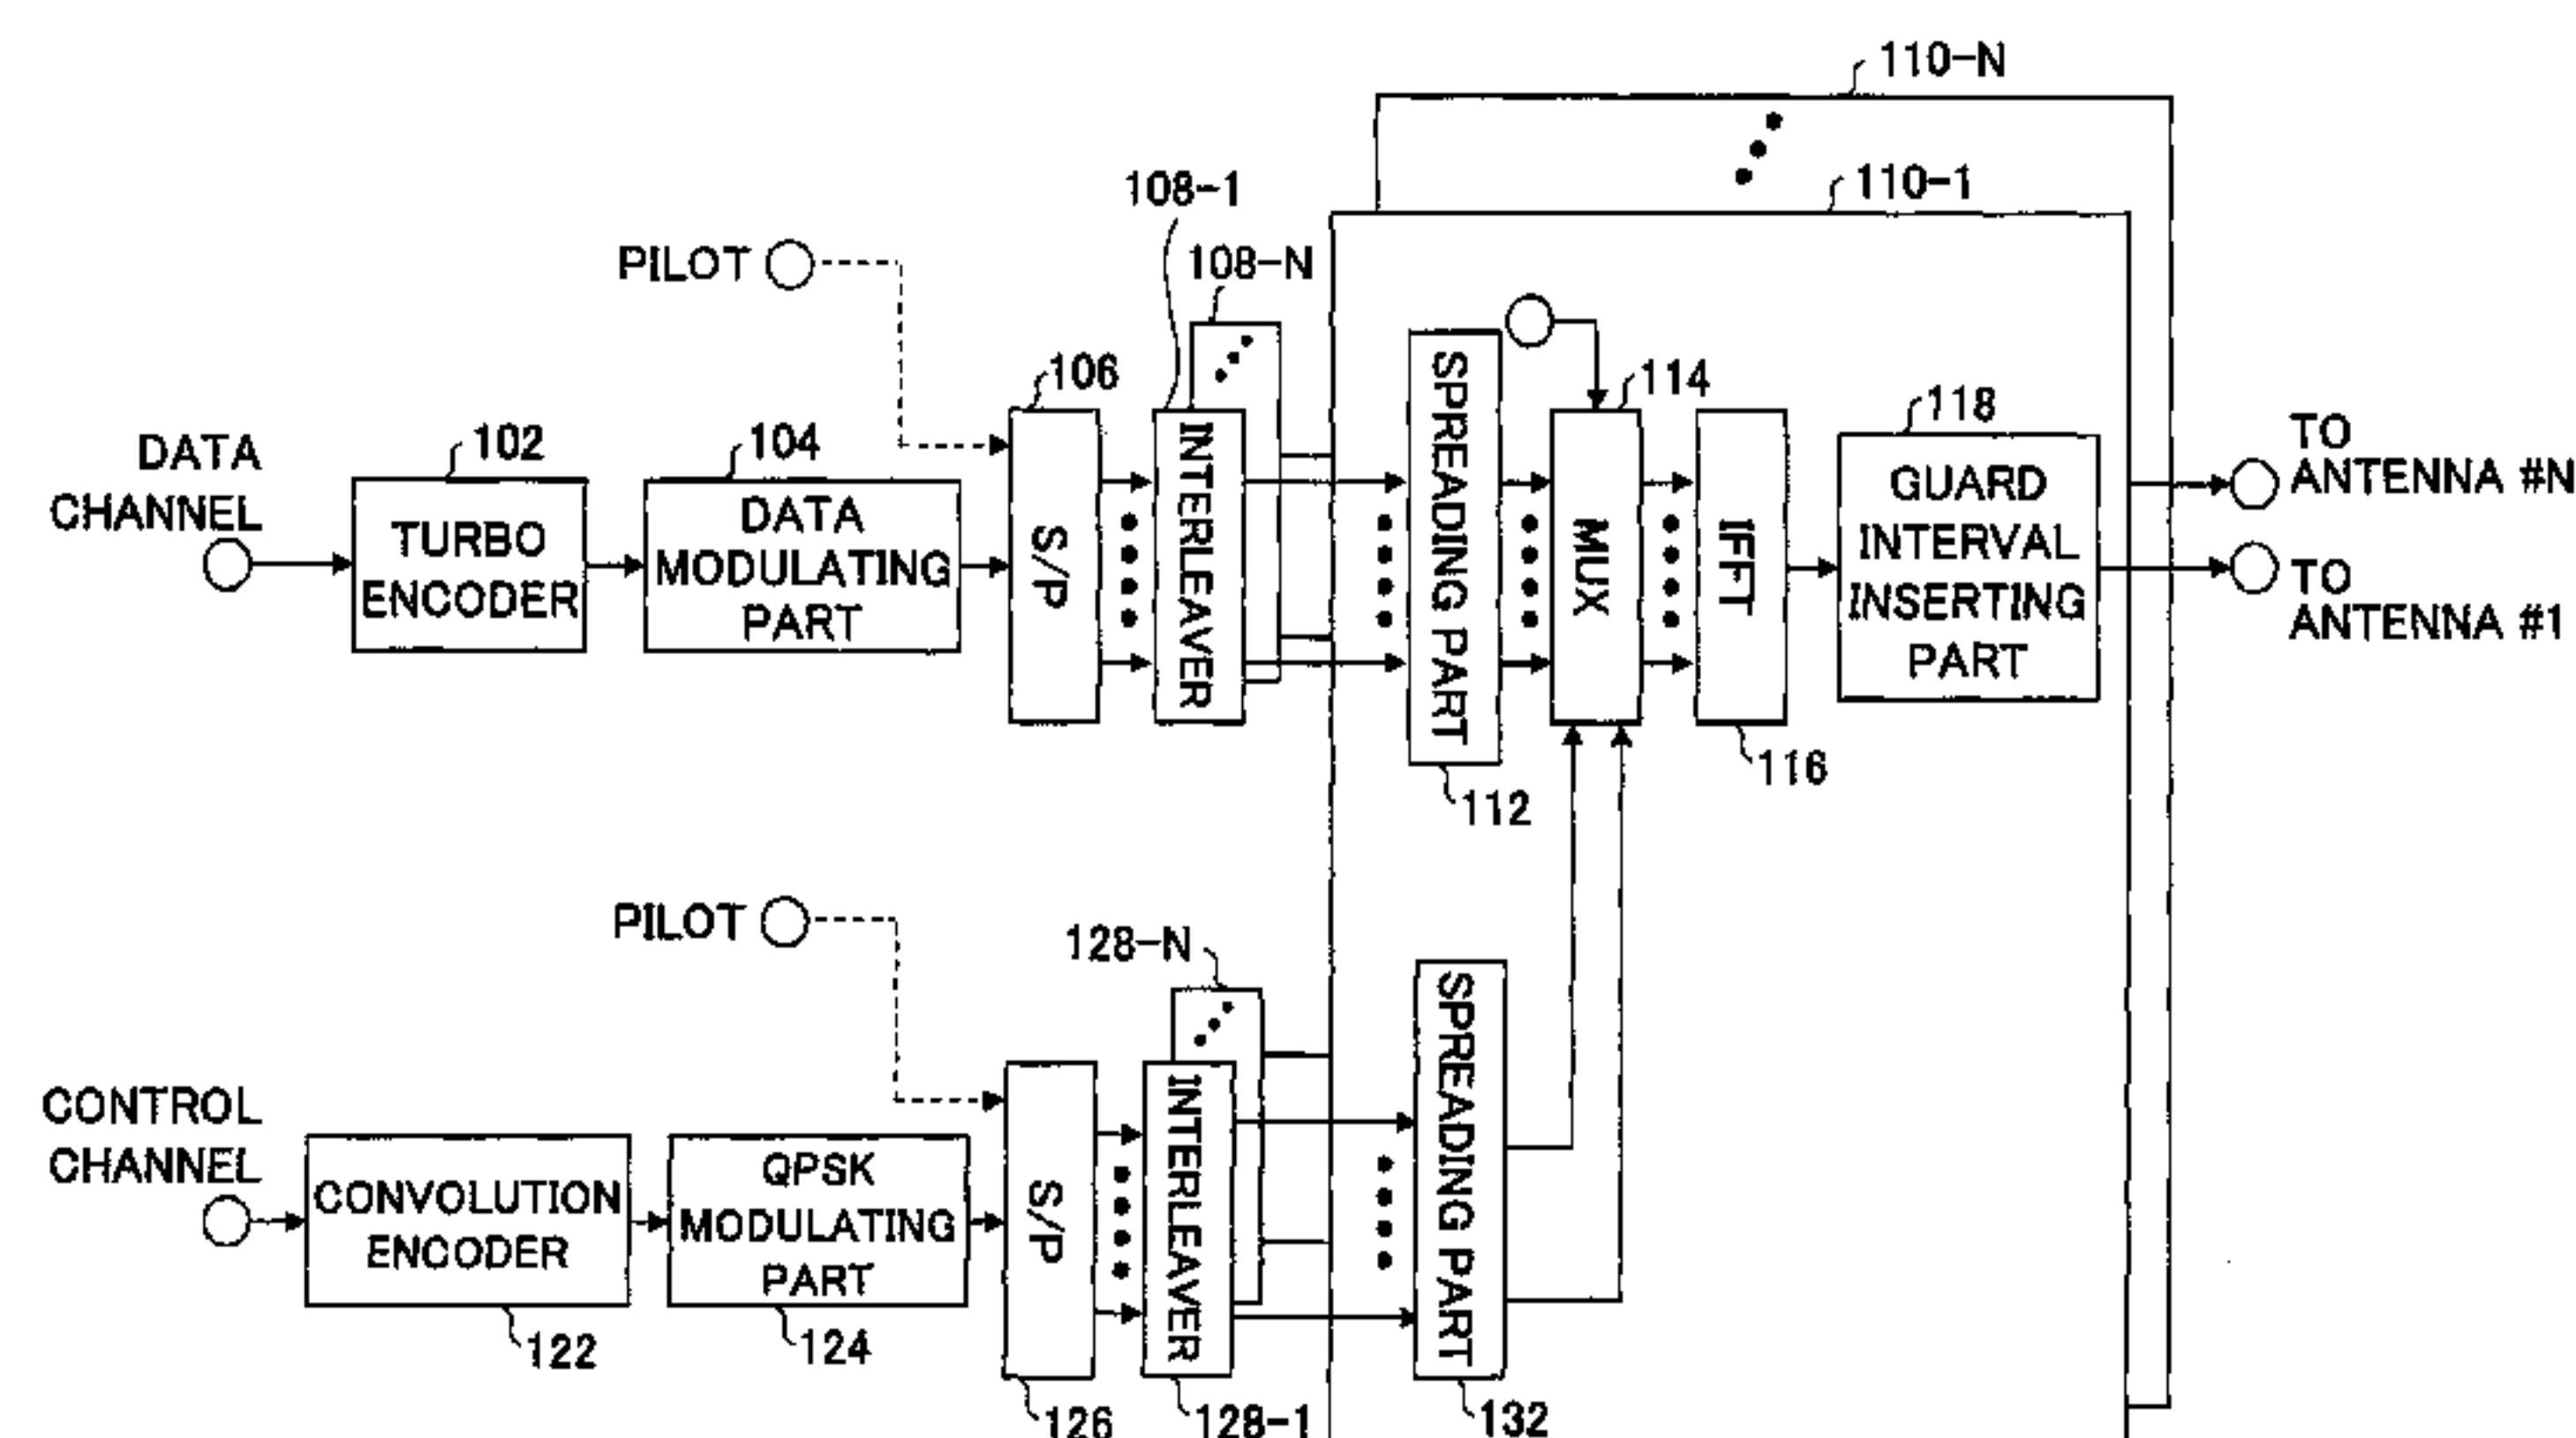 110-N
110-1
108-1
PILOT
108-N
106
114
118
102
104
DATA
CHANNEL
TURBO
ENCODER
DATA
MODULATING
PART
S/P
INTERLEAVER
SPREADING PART
MUX
IFFT
GUARD
INTERVAL
INSERTING
PART
TO
ANTENNA #N
TO
ANTENNA #1
116
112
PILOT
128-N
CONTROL
CHANNEL
CONVOLUTION
ENCODER
QPSK
MODULATING
PART
S/P
INTERLEAVER
SPREADING PART
122
124
126
128-1
132